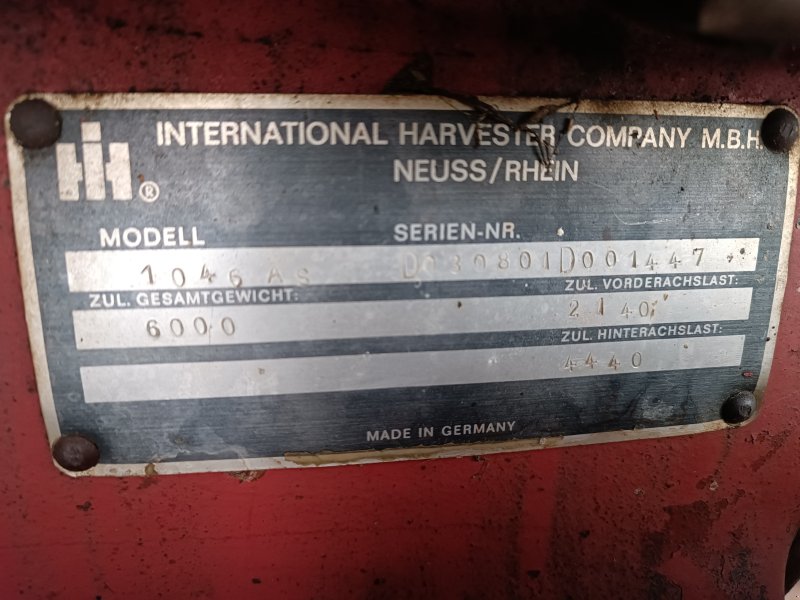 IH ®
INTERNATIONAL HARVESTER COMPANY M.B.H.
NEUSS/RHEIN
MODELL SERIEN-NR.
1046 AS D030801D001447
ZUL. GESAMTGEWICHT: ZUL. VORDERACHSLAST:
6000 2140
ZUL. HINTERACHSLAST:
4440
MADE IN GERMANY